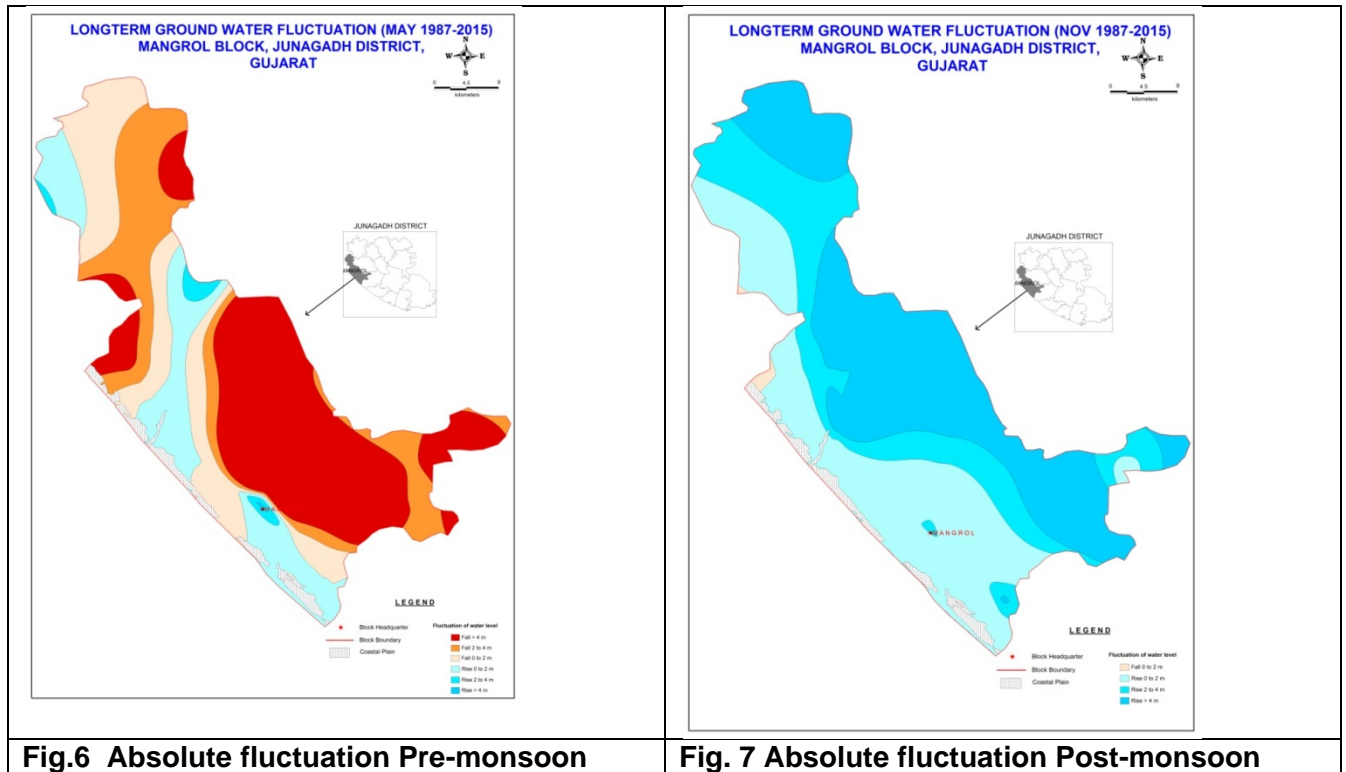 LONGTERM GROUND WATER FLUCTUATION (MAY 1987-2015)
MANGROL BLOCK, JUNAGADH DISTRICT,
GUJARAT
N
W E
S
0 4.5 9
kilometers
JUNAGADH DISTRICT
MANGROL
MA
LEGEND
Block Headquarter
Block Boundary
Coastal Plain
Fluctuation of water level
Fall > 4 m
Fall 2 to 4 m
Fall 0 to 2 m
Rise 0 to 2 m
Rise 2 to 4 m
Rise > 4 m
Fig.6 Absolute fluctuation Pre-monsoon
LONGTERM GROUND WATER FLUCTUATION (NOV 1987-2015)
MANGROL BLOCK, JUNAGADH DISTRICT,
GUJARAT
N
W E
S
0 4.5 9
kilometers
JUNAGADH DISTRICT
MANGROL
MANGROL
LEGEND
Block Headquarter
Block Boundary
Coastal Plain
Fluctuation of water level
Fall 0 to 2 m
Rise 0 to 2 m
Rise 2 to 4 m
Rise > 4 m
Fig. 7 Absolute fluctuation Post-monsoon